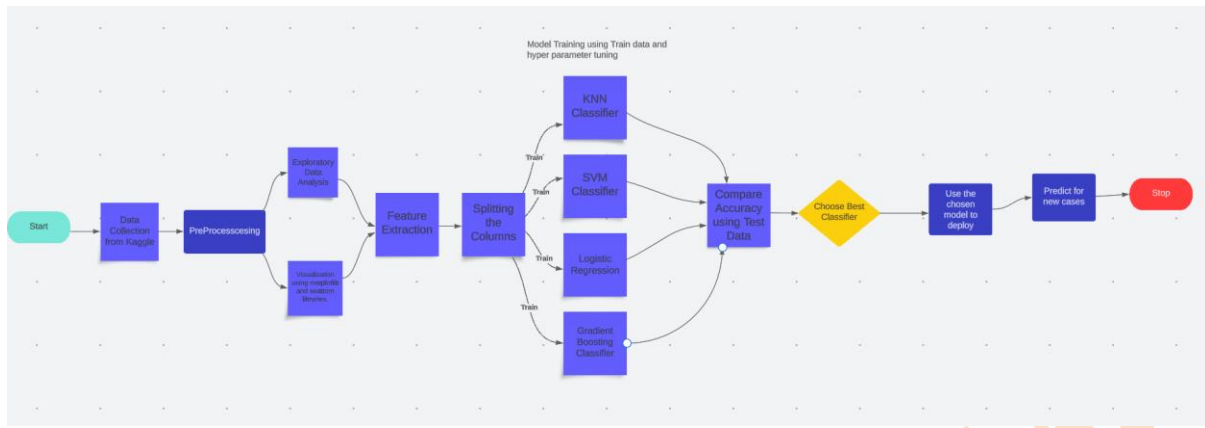 Model Training using Train data and
hyper parameter tuning
Start
Data
Collection
from Kaggle
PreProcesscesing
Exploratory
Data
Analysis
Visualization
using matplotlib
and seaborn
libraries.
Feature
Extraction
Splitting
the
Columns
Train
Train
Train
Train
KNN
Classifier
SVM
Classifier
Logistic
Regression
Gradient
Boosting
Classifier
Compare
Accuracy
using Test
Data
Choose Best
Classifier
Use the
chosen
model to
deploy
Predict for
new cases
Stop